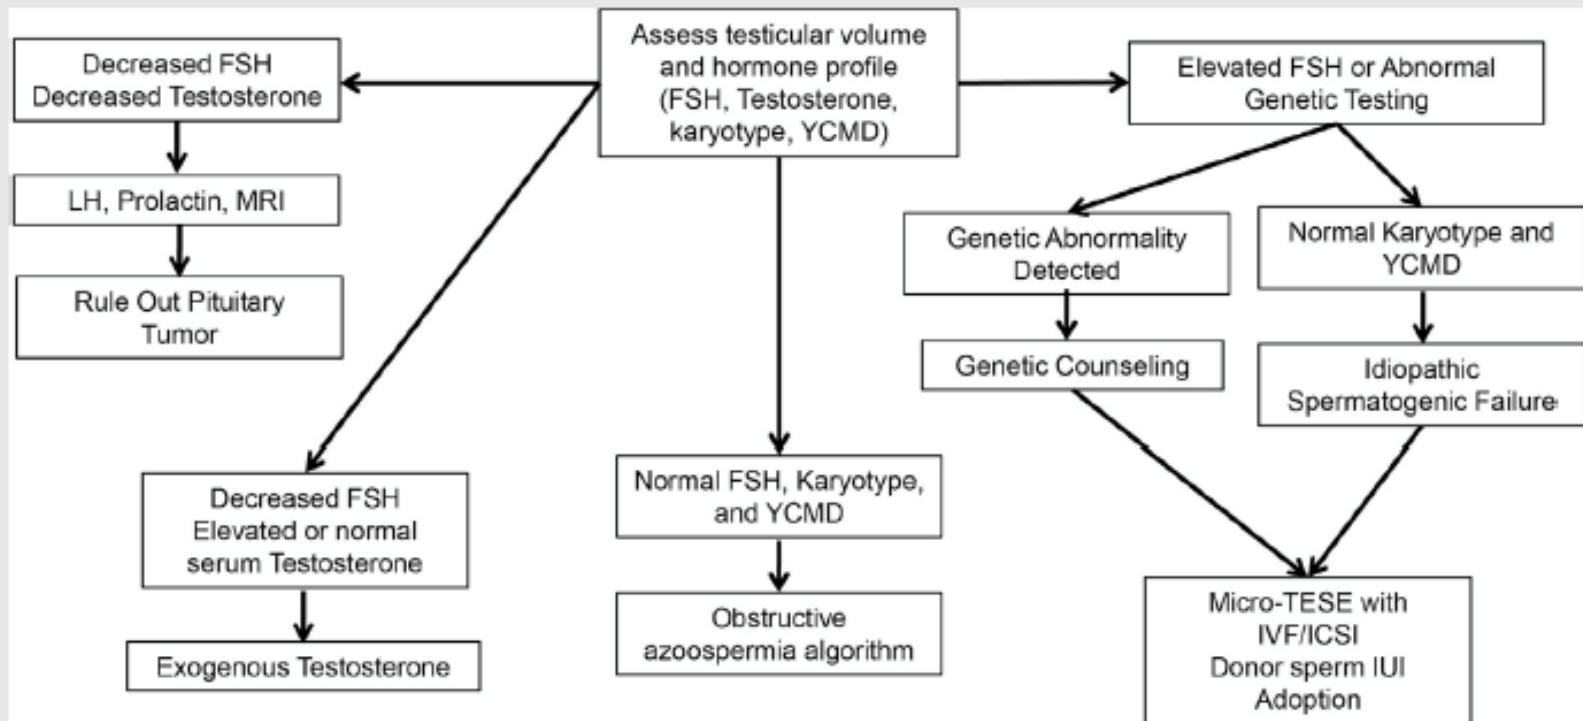 Assess testicular volume
and hormone profile
(FSH, Testosterone,
karyotype, YCMD)
Decreased FSH
Decreased Testosterone
LH, Prolactin, MRI
Rule Out Pituitary
Tumor
Decreased FSH
Elevated or normal
serum Testosterone
Exogenous Testosterone
Normal FSH, Karyotype,
and YCMD
Obstructive
azoospermia algorithm
Elevated FSH or Abnormal
Genetic Testing
Genetic Abnormality
Detected
Genetic Counseling
Normal Karyotype and
YCMD
Idiopathic
Spermatogenic Failure
Micro-TESE with
IVF/ICSI
Donor sperm IUI
Adoption